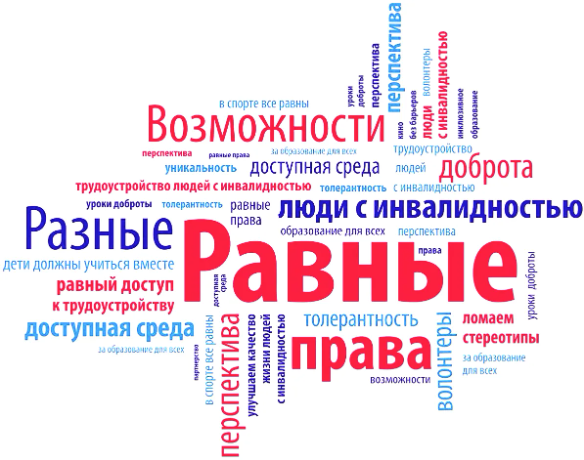 уроки
доброты
перспектива
перспектива
кино
без барьеров
люди
волонтеры
с инвалидностью
инклюзивное
образование
в спорте все равны
Возможности
за образование для всех
трудоустройство
перспектива
равные права
уникальность
доступная среда
людей
доброта
трудоустройство людей с инвалидностью
толерантность
с инвалидностью
уроки доброты
толерантность
равные
права
люди с инвалидностью
Разные
образование для всех
перспектива
Равные
права
дети должны учиться вместе
равный доступ
к трудоустройству
доступная
среда
уроки доброты
доступная среда
за образование для всех
партнерство
в спорте все равны
перспектива
улучшаем качество
жизни людей
с инвалидностью
толерантность
права
возможности
волонтеры
ломаем
стереотипы
за образование
для всех